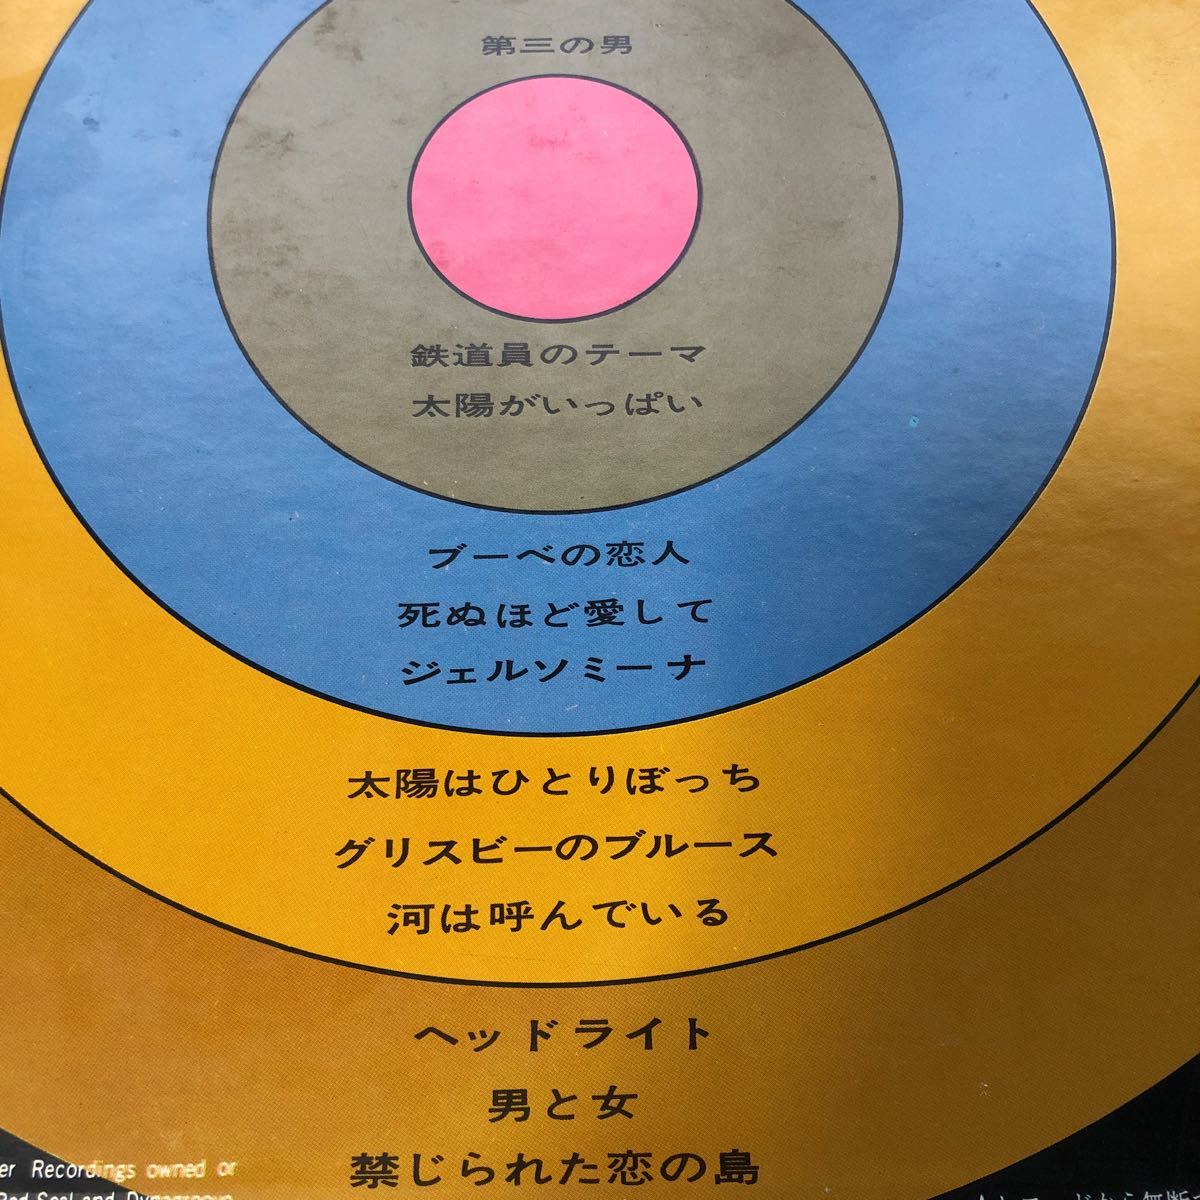 第三の男
鉄道員のテーマ
太陽がいっぱい
ブーベの恋人
死ぬほど愛して
ジェルソミーナ
太陽はひとりぼっち
グリスビーのブルース
河は呼んでいる
ヘッドライト
男と女
禁じられた恋の島
er Recordings owned or